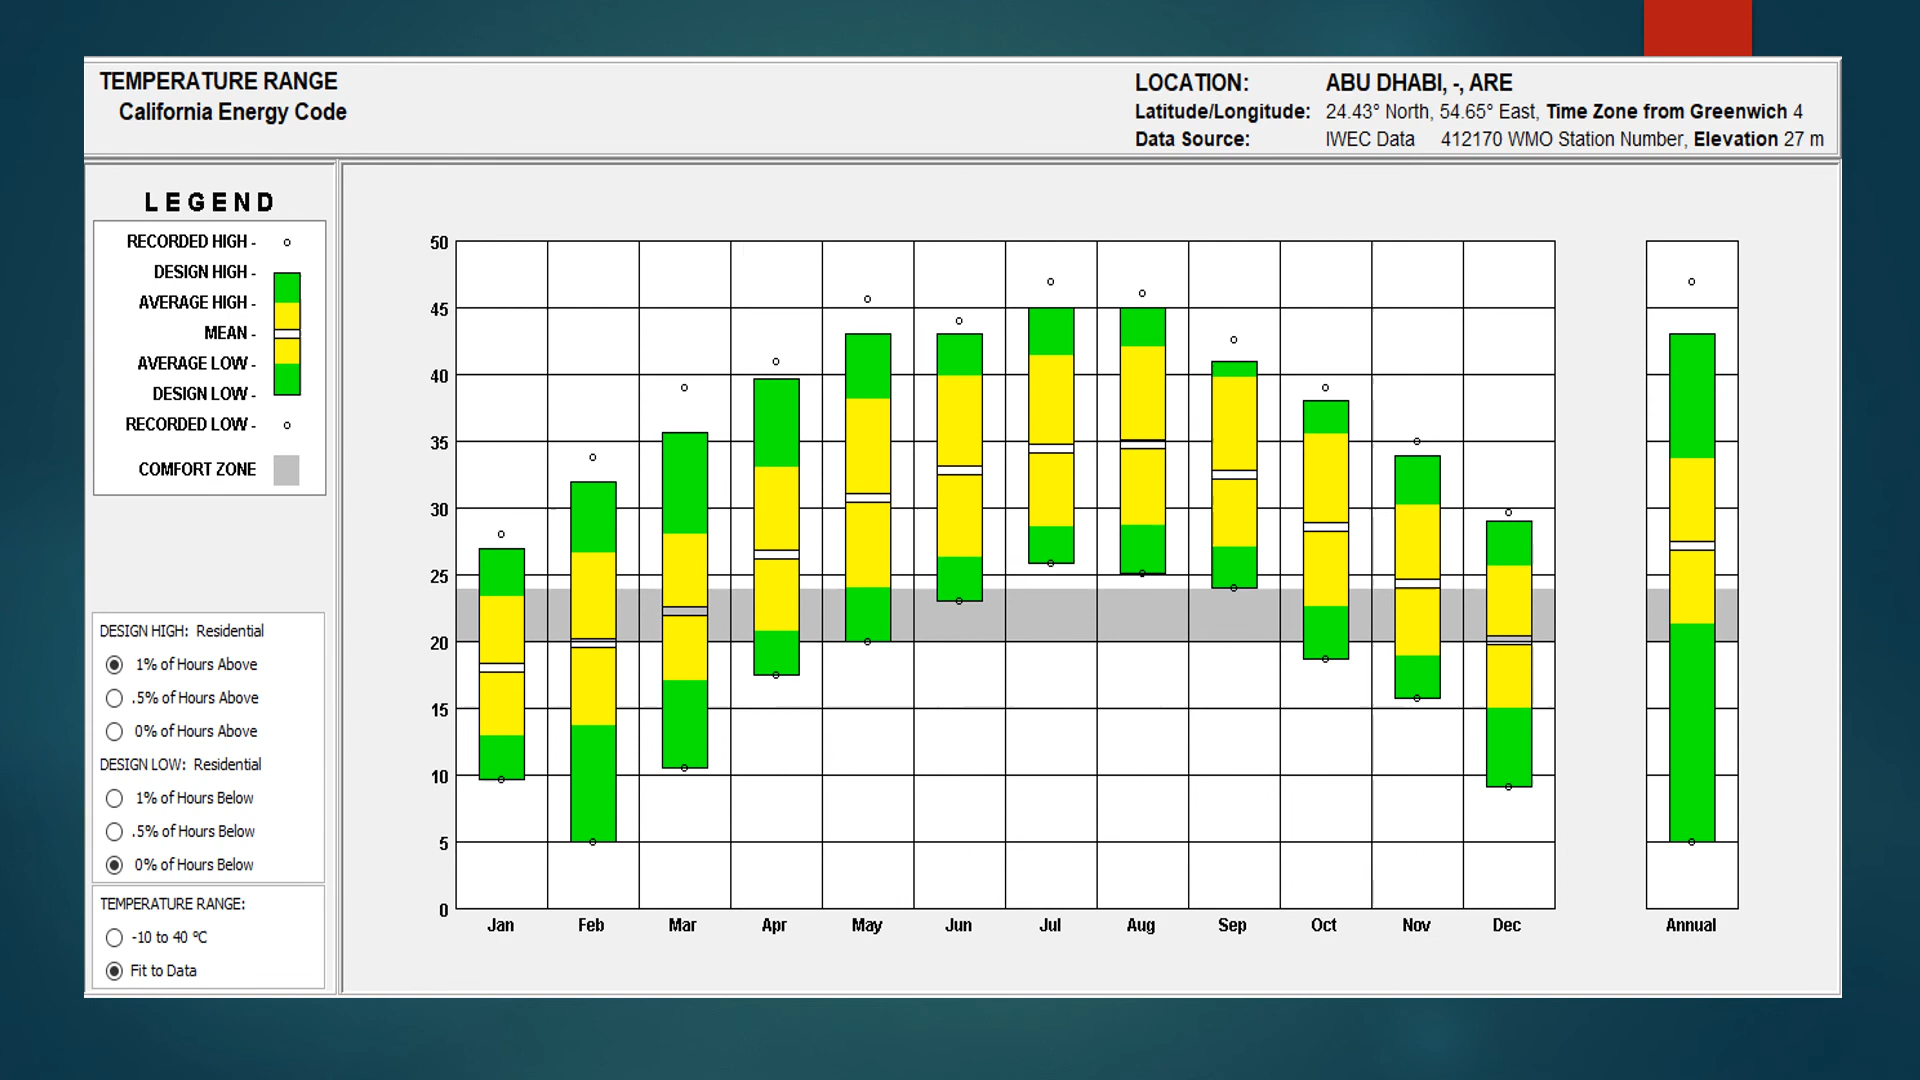 TEMPERATURE RANGE
California Energy Code
LOCATION: ABU DHABI, -, ARE
Latitude/Longitude: 24.43° North, 54.65° East, Time Zone from Greenwich 4
Data Source: IWEC Data 412170 WMO Station Number, Elevation 27 m
LEGEND
RECORDED HIGH -
DESIGN HIGH -
AVERAGE HIGH -
MEAN -
AVERAGE LOW -
DESIGN LOW -
RECORDED LOW -
COMFORT ZONE
DESIGN HIGH: Residential
1% of Hours Above
.5% of Hours Above
0% of Hours Above
DESIGN LOW: Residential
1% of Hours Below
.5% of Hours Below
0% of Hours Below
TEMPERATURE RANGE:
-10 to 40 °C
Fit to Data
50
45
40
35
30
25
20
15
10
5
0
Jan Feb Mar Apr May Jun Jul Aug Sep Oct Nov Dec Annual